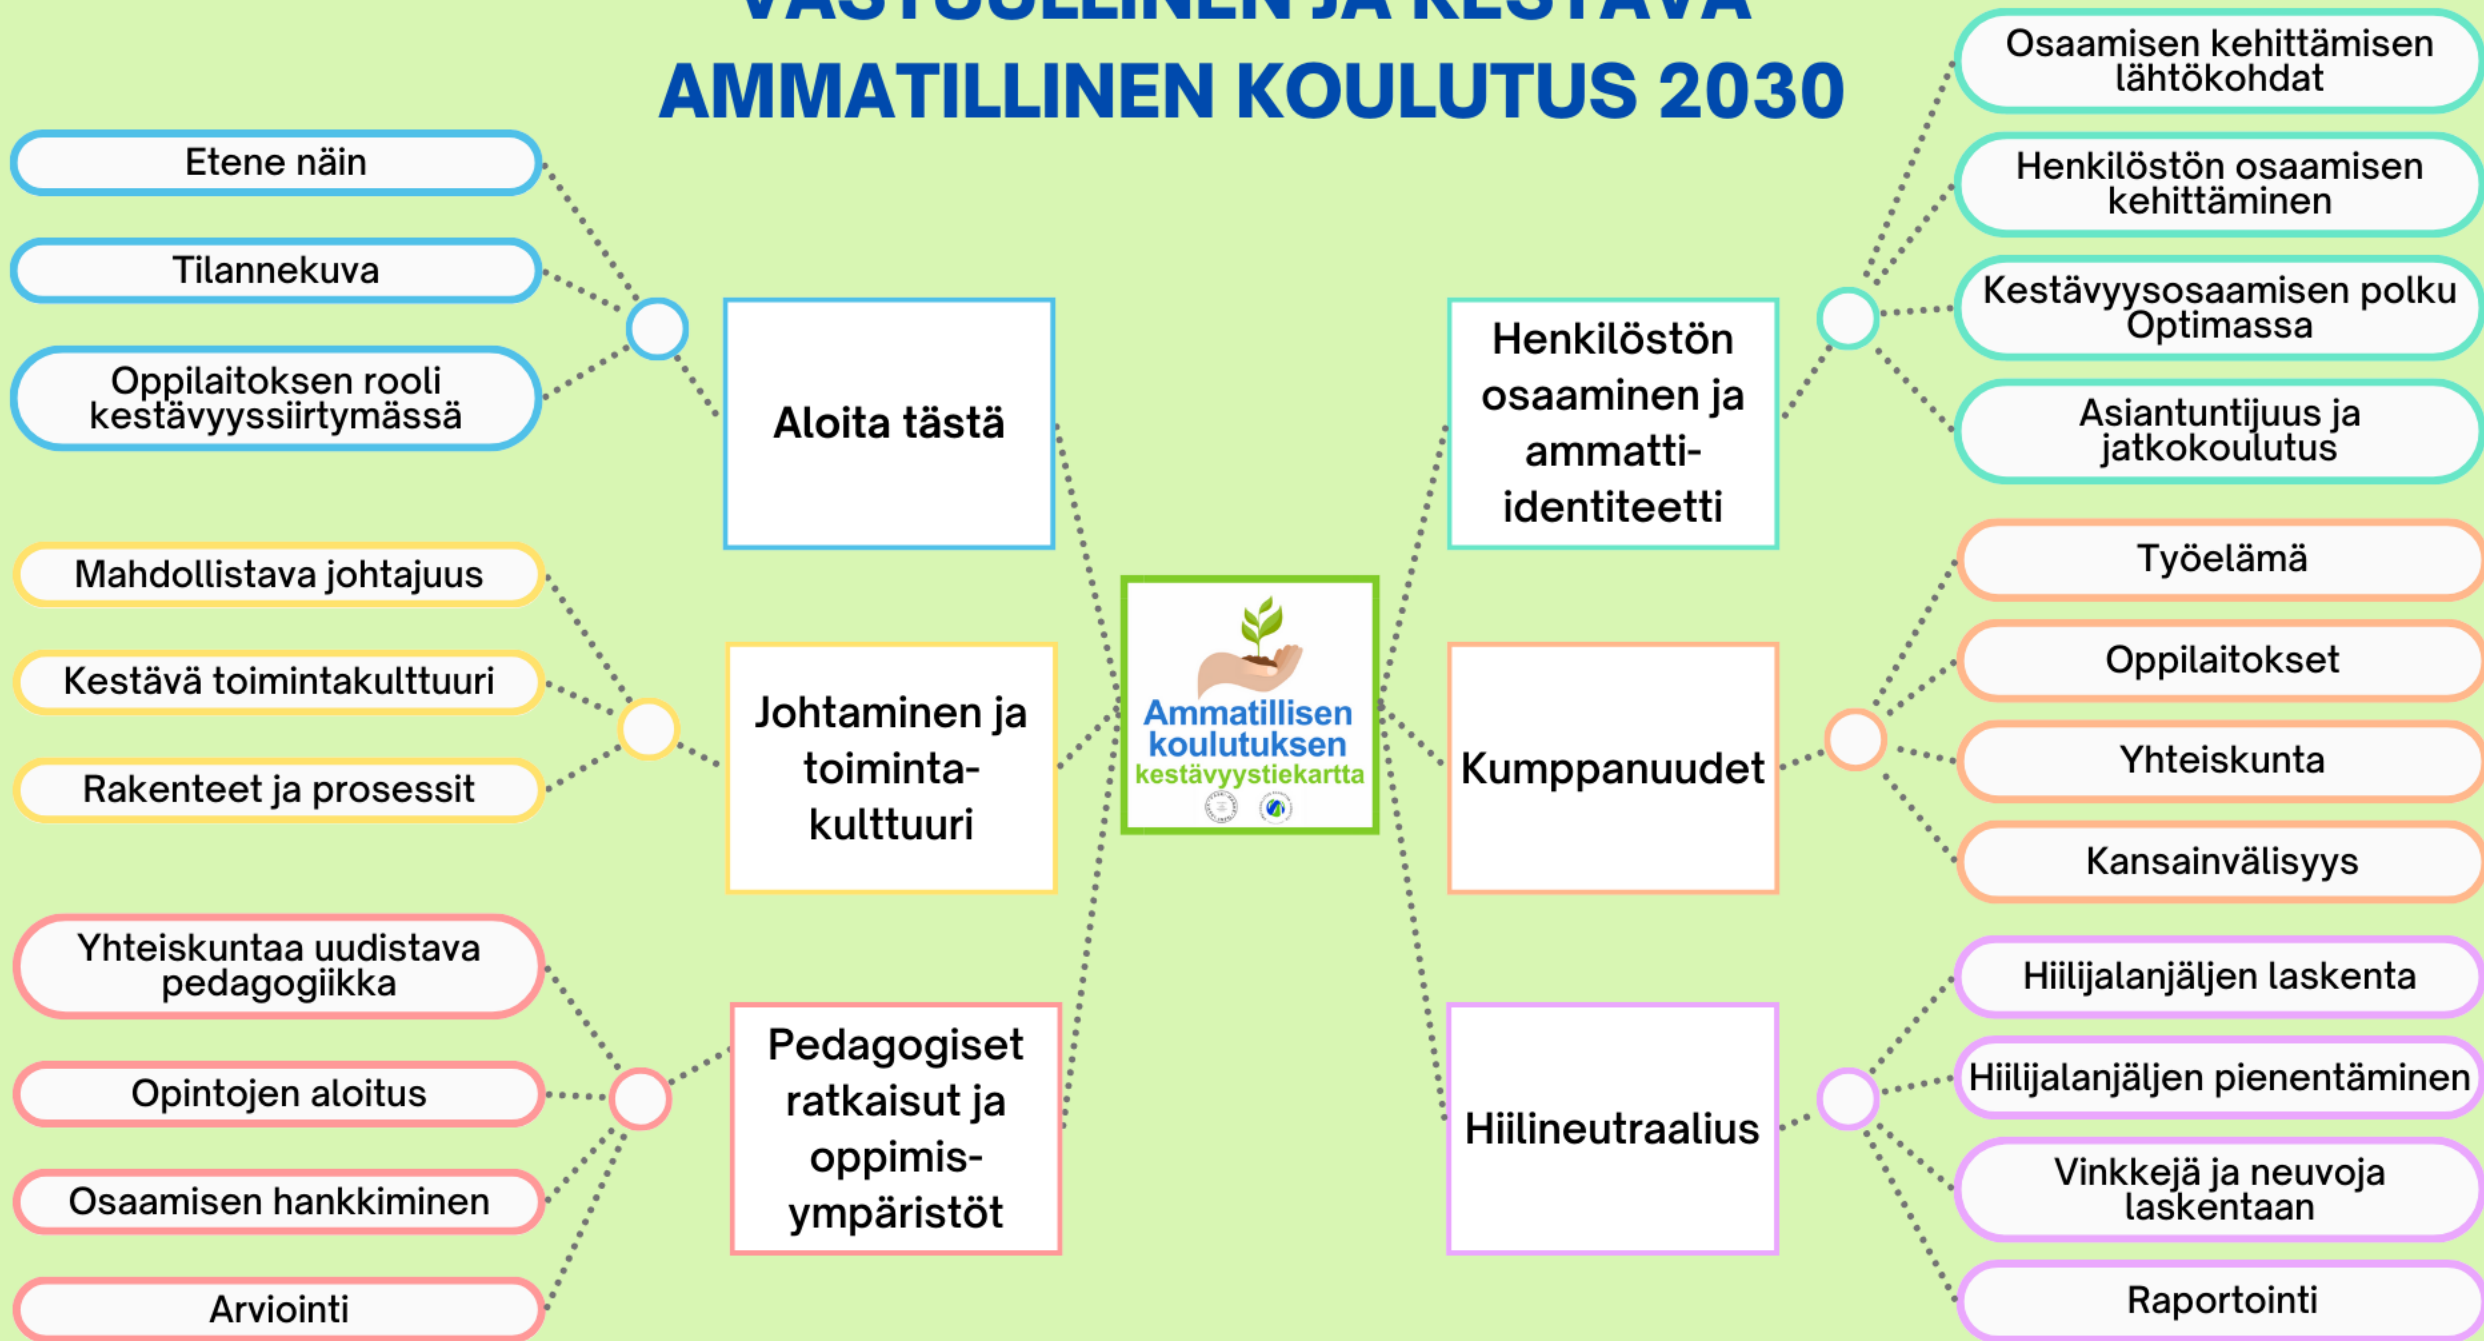 VASTUULLINEN JA KESTÄVÄ
AMMATILLINEN KOULUTUS 2030
Etene näin
Tilannekuva
Oppilaitoksen rooli
kestävyyssiirtymässä
Aloita tästä
Mahdollistava johtajuus
Kestävä toimintakulttuuri
Rakenteet ja prosessit
Johtaminen ja
toiminta-
kulttuuri
Yhteiskuntaa uudistava
pedagogiikka
Opintojen aloitus
Osaamisen hankkiminen
Arviointi
Pedagogiset
ratkaisut ja
oppimis-
ympäristöt
Ammatillisen
koulutuksen
kestävyystiekartta
Henkilöstön
osaaminen ja
ammatti-
identiteetti
Osaamisen kehittämisen
lähtökohdat
Henkilöstön osaamisen
kehittäminen
Kestävyysosaamisen polku
Optimassa
Asiantuntijuus ja
jatkokoulutus
Kumppanuudet
Työelämä
Oppilaitokset
Yhteiskunta
Kansainvälisyys
Hiilineutraalius
Hiilijalanjäljen laskenta
Hiilijalanjäljen pienentäminen
Vinkkejä ja neuvoja
laskentaan
Raportointi